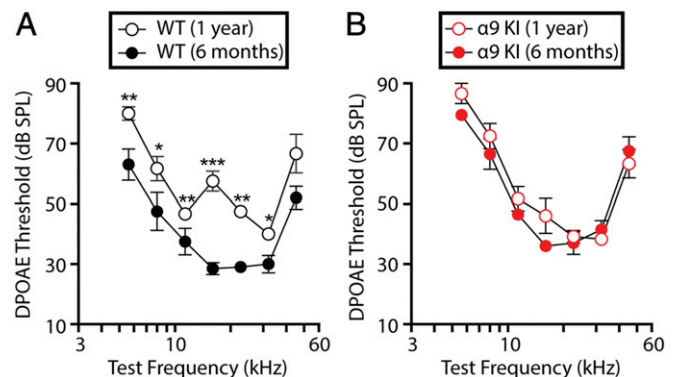 A
WT (1 year)
WT (6 months)
DPOAE Threshold (dB SPL)
90
70
50
30
10
**
*
**
***
**
*
3
10
60
Test Frequency (kHz)
B
α9 KI (1 year)
α9 KI (6 months)
DPOAE Threshold (dB SPL)
90
70
50
30
10
3
10
60
Test Frequency (kHz)